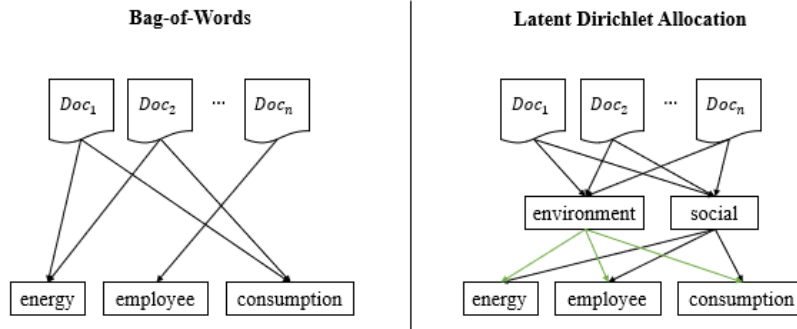 Bag-of-Words
Doc₁ Doc₂ ... Docₙ
energy employee consumption
Latent Dirichlet Allocation
Doc₁ Doc₂ ... Docₙ
environment social
energy employee consumption